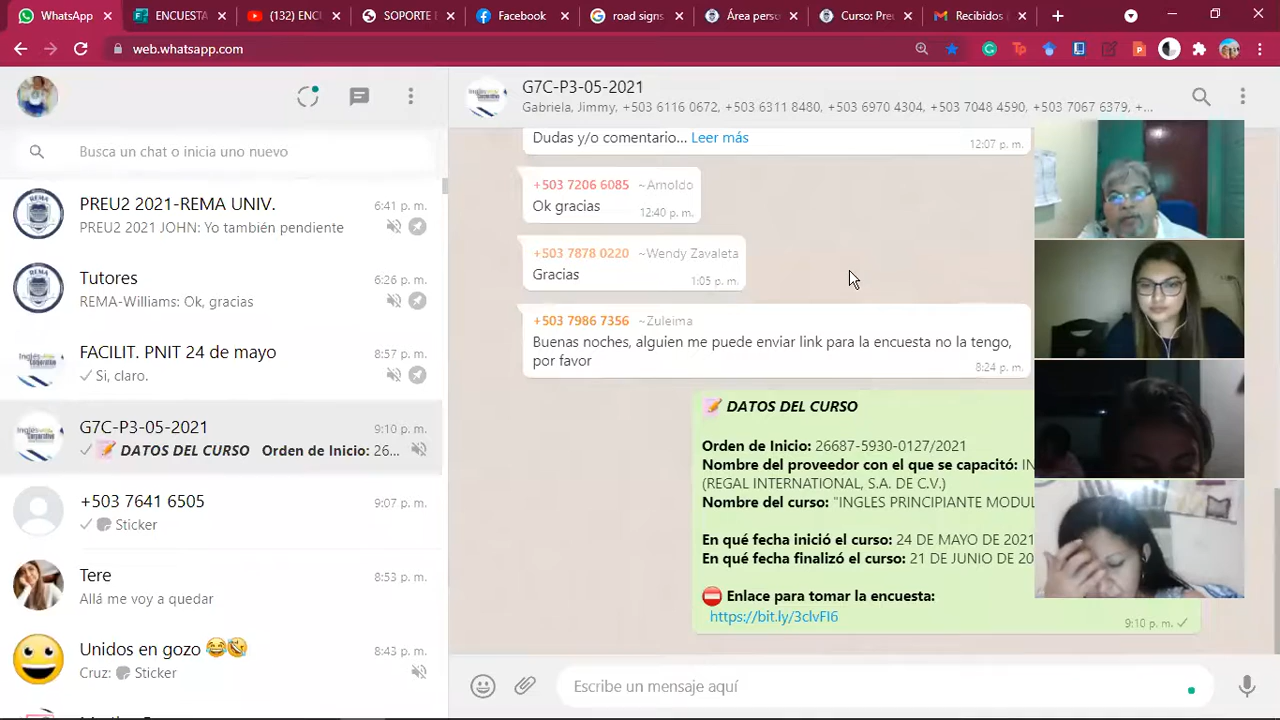 WhatsApp
ENCUESTA
(132) ENC
SOPORTE
Facebook
road signs
Área perso
Curso: Preu
Recibidos
web.whatsapp.com
Busca un chat o inicia uno nuevo
PREU2 2021-REMA UNIV.
6:41 p. m.
PREU2 2021 JOHN: Yo también pendiente
Tutores
6:26 p. m.
REMA-Williams: Ok, gracias
FACILIT. PNIT 24 de mayo
8:57 p. m.
Si, claro.
G7C-P3-05-2021
9:10 p. m.
DATOS DEL CURSO Orden de Inicio: 26...
+503 7641 6505
9:07 p. m.
Sticker
Tere
8:53 p. m.
Allá me voy a quedar
Unidos en gozo
8:43 p. m.
Cruz: Sticker
G7C-P3-05-2021
Gabriela, Jimmy, +503 6116 0672, +503 6311 8480, +503 6970 4304, +503 7048 4590, +503 7067 6379, +...
Dudas y/o comentario... Leer más
12:07 p. m.
+503 7206 6085 ~Arnoldo
Ok gracias
12:40 p. m.
+503 7878 0220 ~Wendy Zavaleta
Gracias
1:05 p. m.
+503 7986 7356 ~Zuleima
Buenas noches, alguien me puede enviar link para la encuesta no la tengo,
por favor
8:24 p. m.
DATOS DEL CURSO
Orden de Inicio: 26687-5930-0127/2021
Nombre del proveedor con el que se capacitó: IN
(REGAL INTERNATIONAL, S.A. DE C.V.)
Nombre del curso: "INGLES PRINCIPIANTE MODU
En qué fecha inició el curso: 24 DE MAYO DE 2021
En qué fecha finalizó el curso: 21 DE JUNIO DE 20
Enlace para tomar la encuesta:
https://bit.ly/3clvFI6
9:10 p. m.
Escribe un mensaje aquí